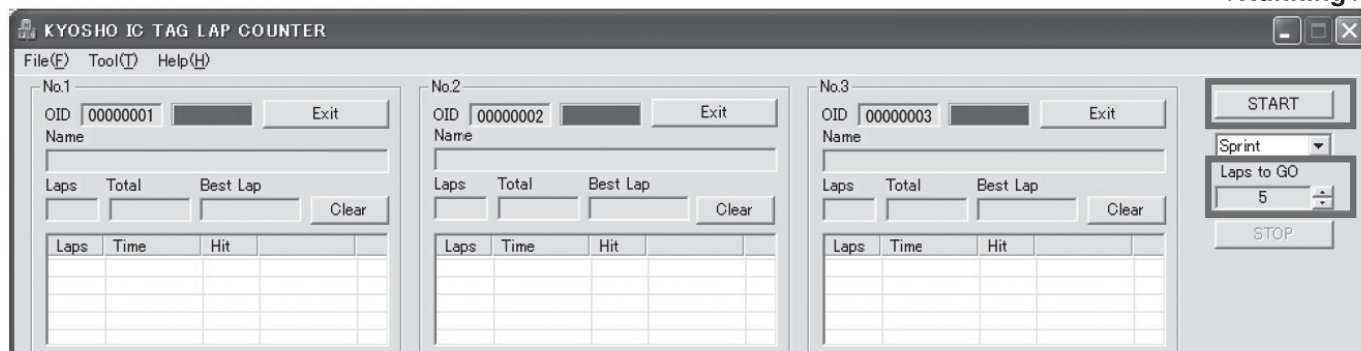 KYOSHO IC TAG LAP COUNTER
File(F) Tool(T) Help(H)
No.1
OID 00000001 Exit
Name
Laps Total Best Lap
Clear
Laps Time Hit
No.2
OID 00000002 Exit
Name
Laps Total Best Lap
Clear
Laps Time Hit
No.3
OID 00000003 Exit
Name
Laps Total Best Lap
Clear
Laps Time Hit
START
Sprint
Laps to GO
5
STOP